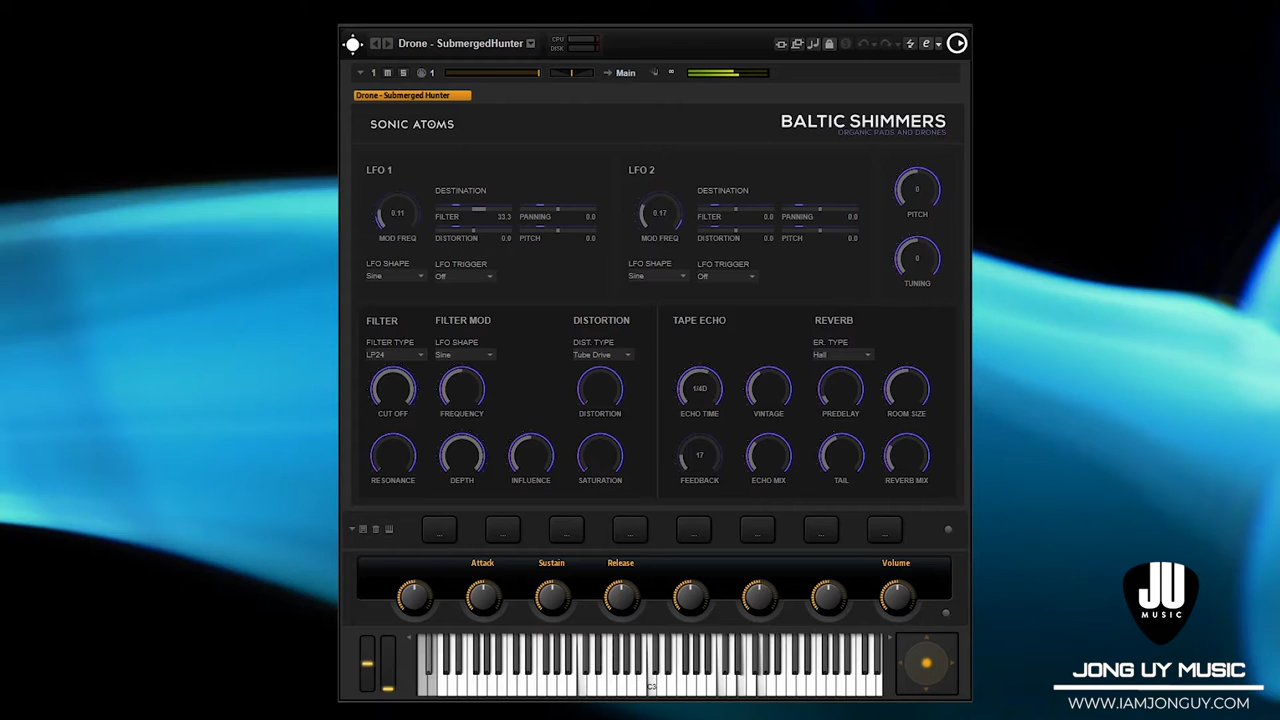 Drone - SubmergedHunter
CPU
DISK
1
M
S
1
Main
Drone - Submerged Hunter
SONIC ATOMS
BALTIC SHIMMERS
ORGANIC PADS AND DRONES
LFO 1
0.11
MOD FREQ
DESTINATION
FILTER 33.3
PANNING 0.0
DISTORTION 0.0
PITCH 0.0
LFO SHAPE
Sine
LFO TRIGGER
Off
LFO 2
0.17
MOD FREQ
DESTINATION
FILTER 0.0
PANNING 0.0
DISTORTION 0.0
PITCH 0.0
LFO SHAPE
Sine
LFO TRIGGER
Off
0
PITCH
0
TUNING
FILTER
FILTER TYPE
LP24
CUT OFF
RESONANCE
FILTER MOD
LFO SHAPE
Sine
FREQUENCY
DEPTH
INFLUENCE
DISTORTION
DIST. TYPE
Tube Drive
DISTORTION
SATURATION
TAPE ECHO
1/4D
ECHO TIME
VINTAGE
17
FEEDBACK
ECHO MIX
REVERB
ER. TYPE
Hall
PREDELAY
ROOM SIZE
TAIL
REVERB MIX
... ... ... ... ... ... ... ...
Attack
Sustain
Release
Volume
C3
JU
MUSIC
JONG UY MUSIC
WWW.IAMJONGUY.COM